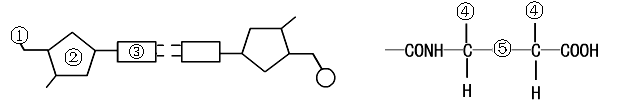 ① ② ③
④ ④
—CONH—C—⑤—C—COOH
H H